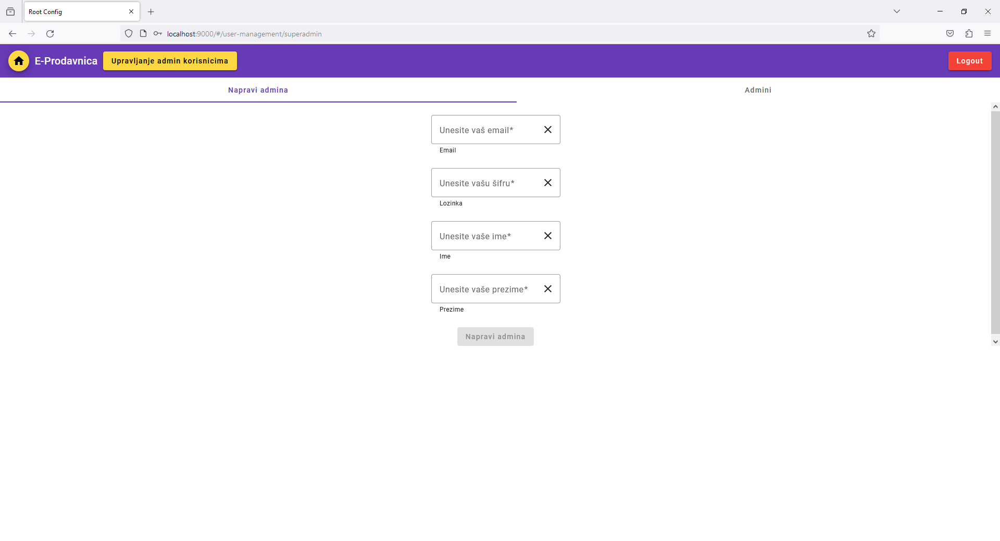 Root Config
localhost:9000/#/user-management/superadmin
E-Prodavnica
Upravljanje admin korisnicima
Logout
Napravi admina
Admini
Unesite vaš email*
Email
Unesite vašu šifru*
Lozinka
Unesite vaše ime*
Ime
Unesite vaše prezime*
Prezime
Napravi admina